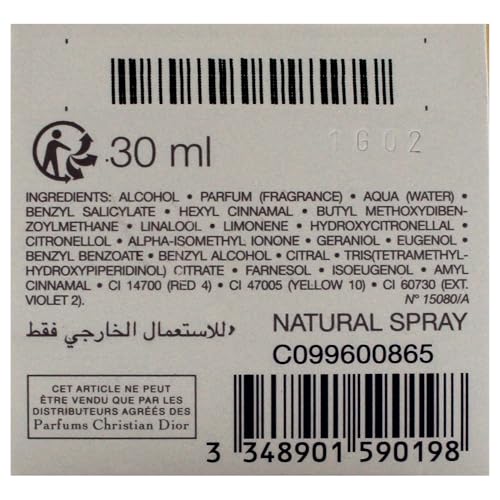 30 ml
1G02
INGREDIENTS: ALCOHOL • PARFUM (FRAGRANCE) • AQUA (WATER) •
BENZYL SALICYLATE • HEXYL CINNAMAL • BUTYL METHOXYDIBEN-
ZOYLMETHANE • LINALOOL • LIMONENE • HYDROXYCITRONELLAL •
CITRONELLOL • ALPHA-ISOMETHYL IONONE • GERANIOL • EUGENOL •
BENZYL BENZOATE • BENZYL ALCOHOL • CITRAL • TRIS(TETRAMETHYL-
HYDROXYPIPERIDINOL) CITRATE • FARNESOL • ISOEUGENOL • AMYL
CINNAMAL • CI 14700 (RED 4) • CI 47005 (YELLOW 10) • CI 60730 (EXT.
VIOLET 2).
N° 15080/A
للإستعمال الخارجي فقط
NATURAL SPRAY
C099600865
CET ARTICLE NE PEUT
ÊTRE VENDU QUE PAR LES
DISTRIBUTEURS AGRÉÉS DES
Parfums Christian Dior
3 348901 590198